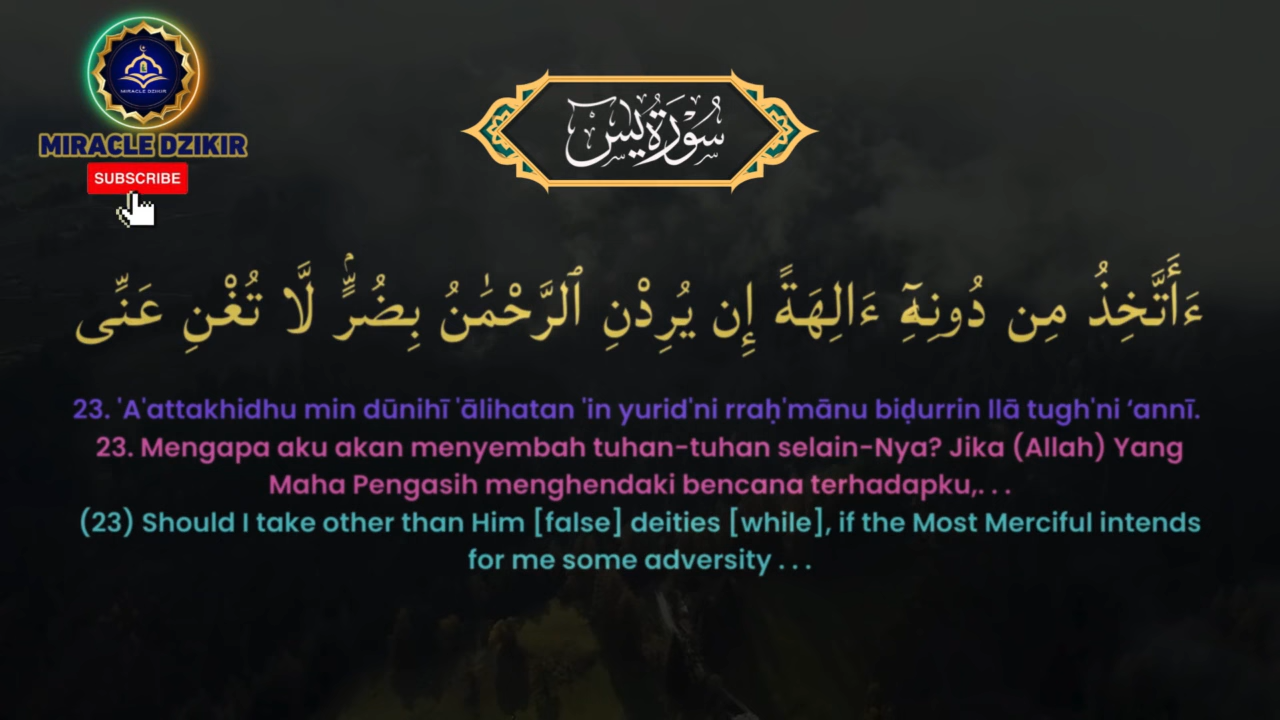 MIRACLE DZIKIR
MIRACLE DZIKIR
SUBSCRIBE
سُوْرَةُ يٰسٓ
ءَأَتَّخِذُ مِن دُونِهِۦٓ ءَالِهَةً إِن يُرِدْنِ ٱلرَّحْمَـٰنُ بِضُرٍّۢ لَّا تُغْنِ عَنِّى
23. 'A'attakhidhu min dūnihī 'ālihatan 'in yurid'ni rraḥ'mānu biḍurrin llā tugh'ni ‘annī.
23. Mengapa aku akan menyembah tuhan-tuhan selain-Nya? Jika (Allah) Yang
Maha Pengasih menghendaki bencana terhadapku,. . .
(23) Should I take other than Him [false] deities [while], if the Most Merciful intends
for me some adversity . . .